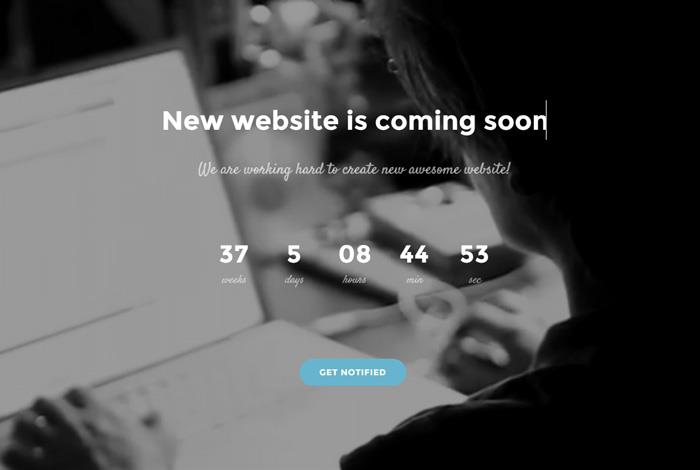 New website is coming soon
We are working hard to create new awesome website!
37 5 08 44 53
weeks days hours min sec
GET NOTIFIED